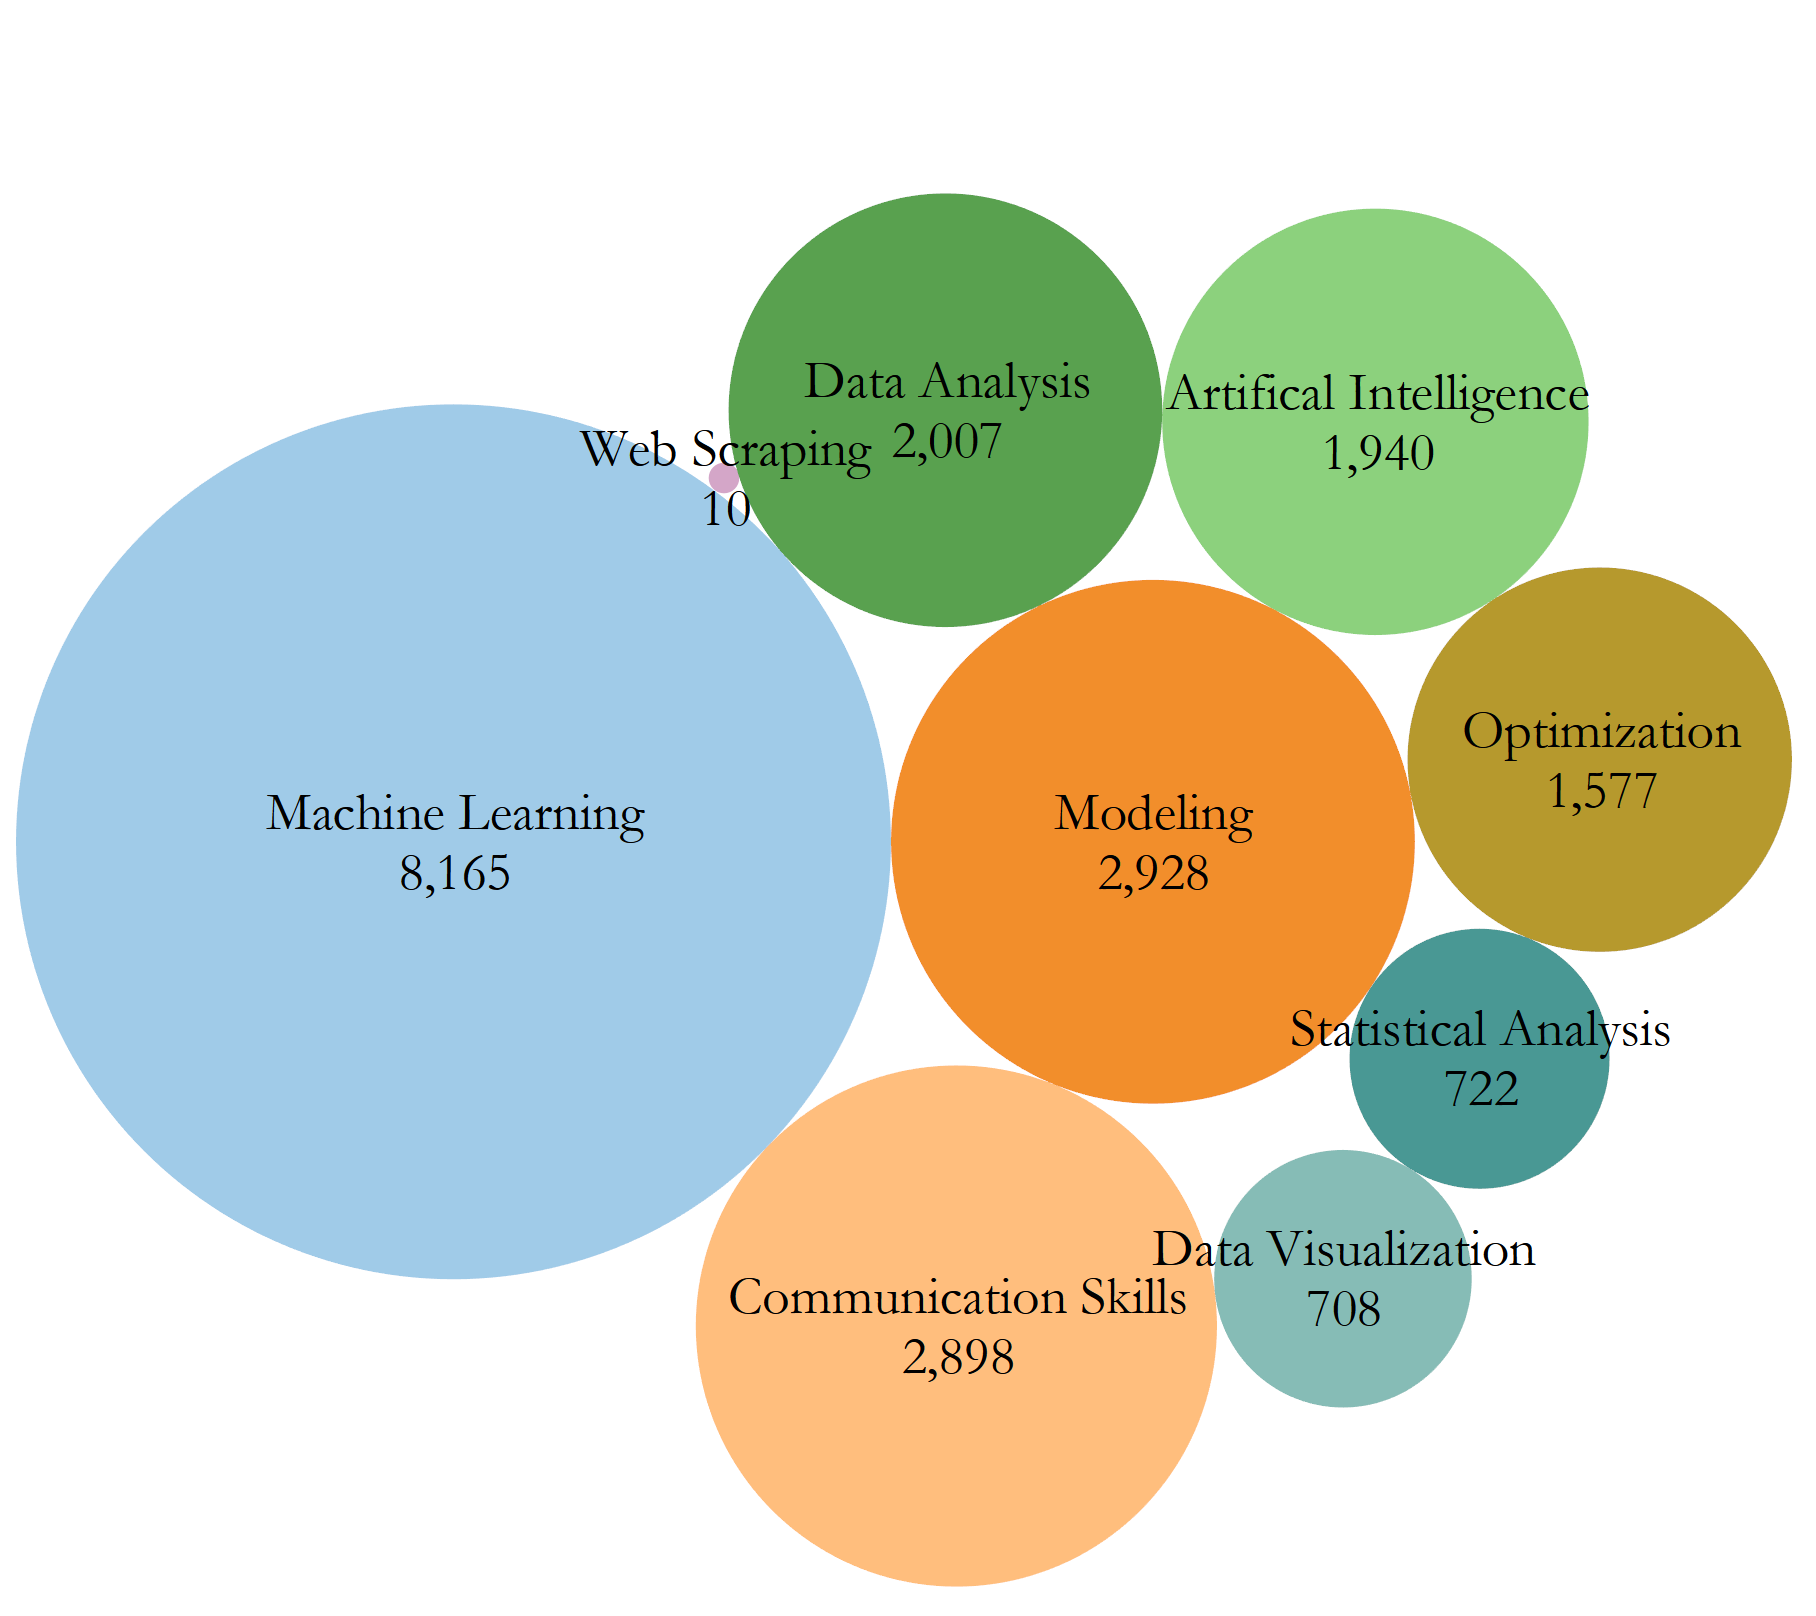 Data Analysis
2,007
Artifical Intelligence
1,940
Web Scraping
10
Optimization
1,577
Machine Learning
8,165
Modeling
2,928
Statistical Analysis
722
Data Visualization
708
Communication Skills
2,898